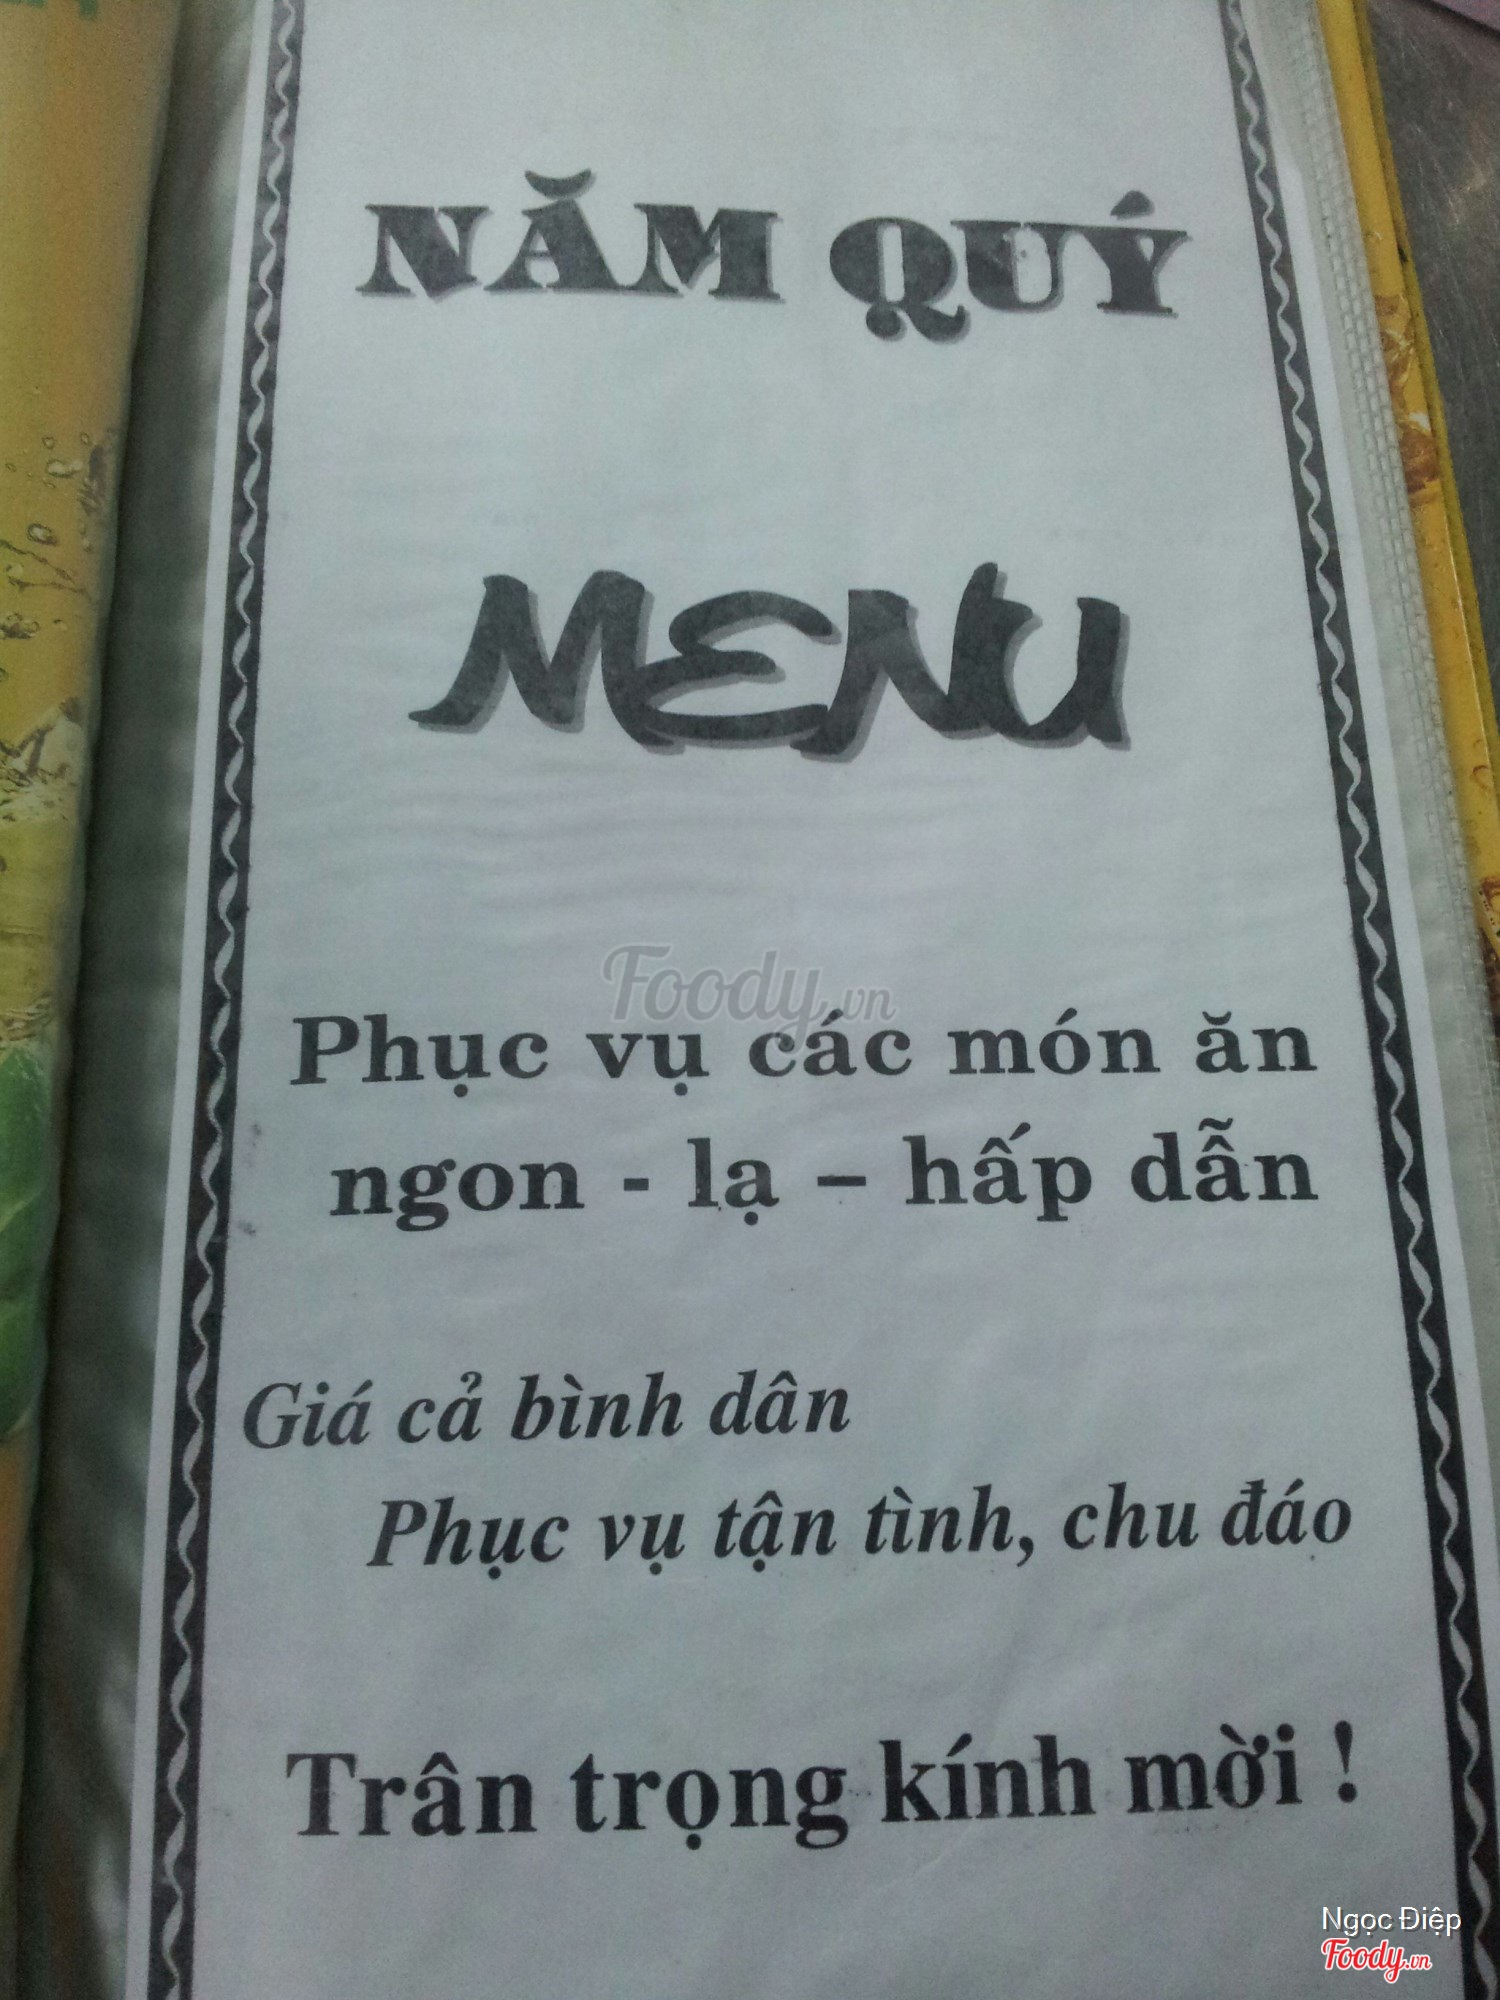 NĂM QUÝ
MENU
Foody.vn
Phục vụ các món ăn
ngon - lạ – hấp dẫn
Giá cả bình dân
Phục vụ tận tình, chu đáo
Trân trọng kính mời !
Ngọc Điệp
Foody.vn